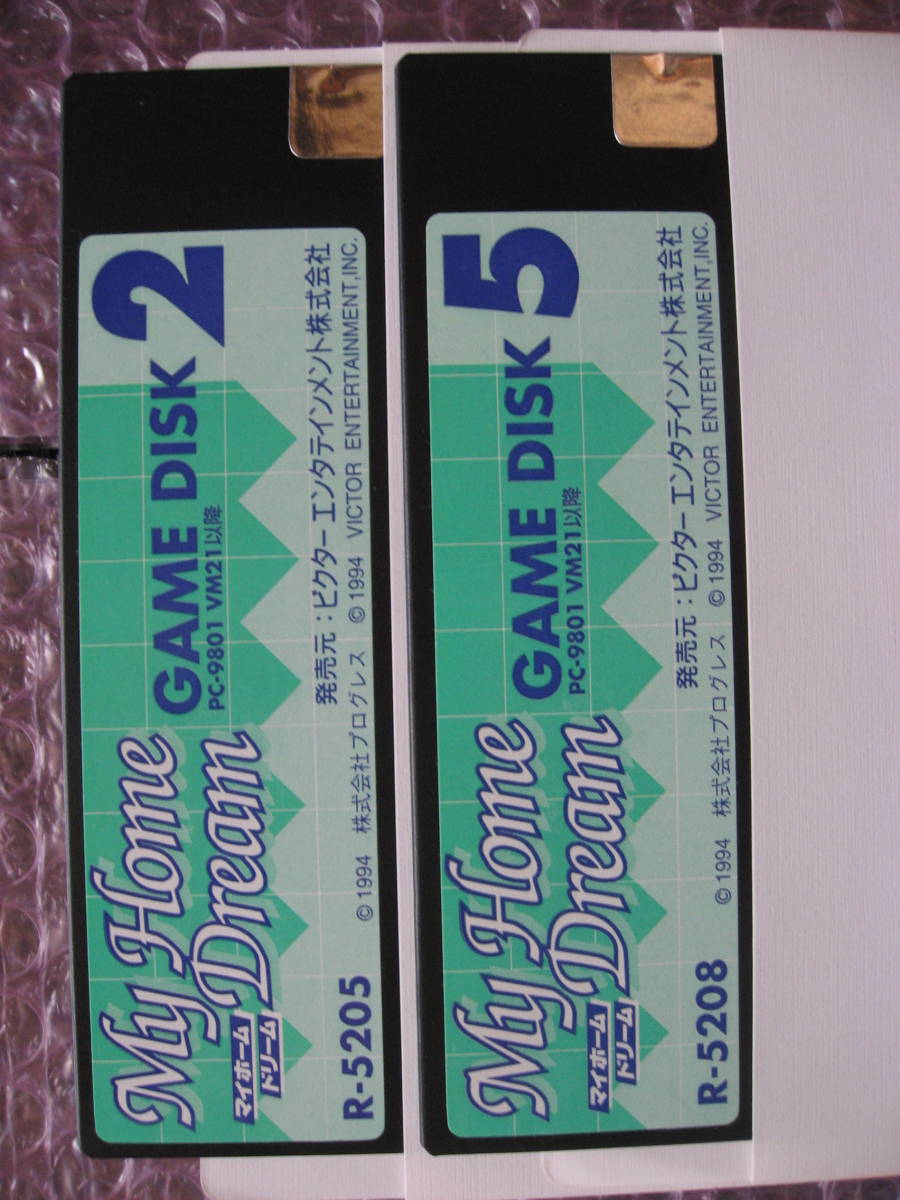 My Home
Dream
マイホーム
ドリーム
GAME DISK 2
PC-9801 VM21以降
発売元：ビクターエンタテインメント株式会社
R-5205 ©1994 株式会社プログレス ©1994 VICTOR ENTERTAINMENT,INC.
My Home
Dream
マイホーム
ドリーム
GAME DISK 5
PC-9801 VM21以降
発売元：ビクターエンタテインメント株式会社
R-5208 ©1994 株式会社プログレス ©1994 VICTOR ENTERTAINMENT,INC.